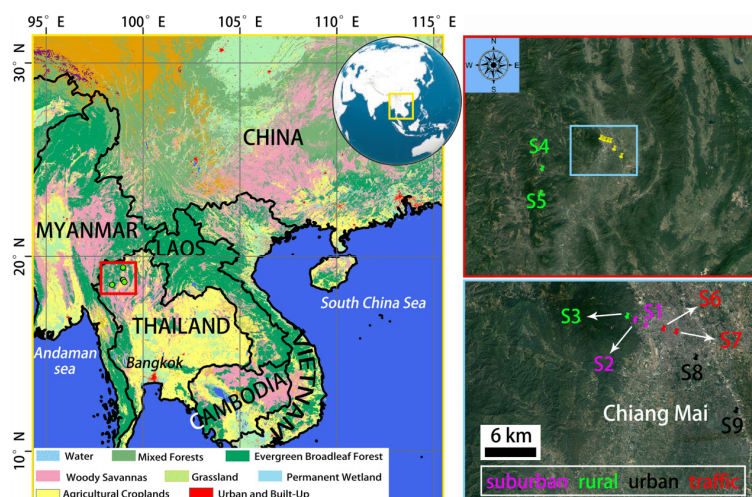 95° E 100° E 105° E 110° E 115° E
30° N
20° N
10° N
CHINA
MYANMAR
LAOS
THAILAND
VIETNAM
CAMBODIA
South China Sea
Andaman
sea
Bangkok
Water Mixed Forests Evergreen Broadleaf Forest
Woody Savannas Grassland Permanent Wetland
Agricultural Croplands Urban and Built-Up
N
W E
S
S4
S5
S3 S1 S6
S2 S7
S8
Chiang Mai S9
6 km
suburban rural urban traffic